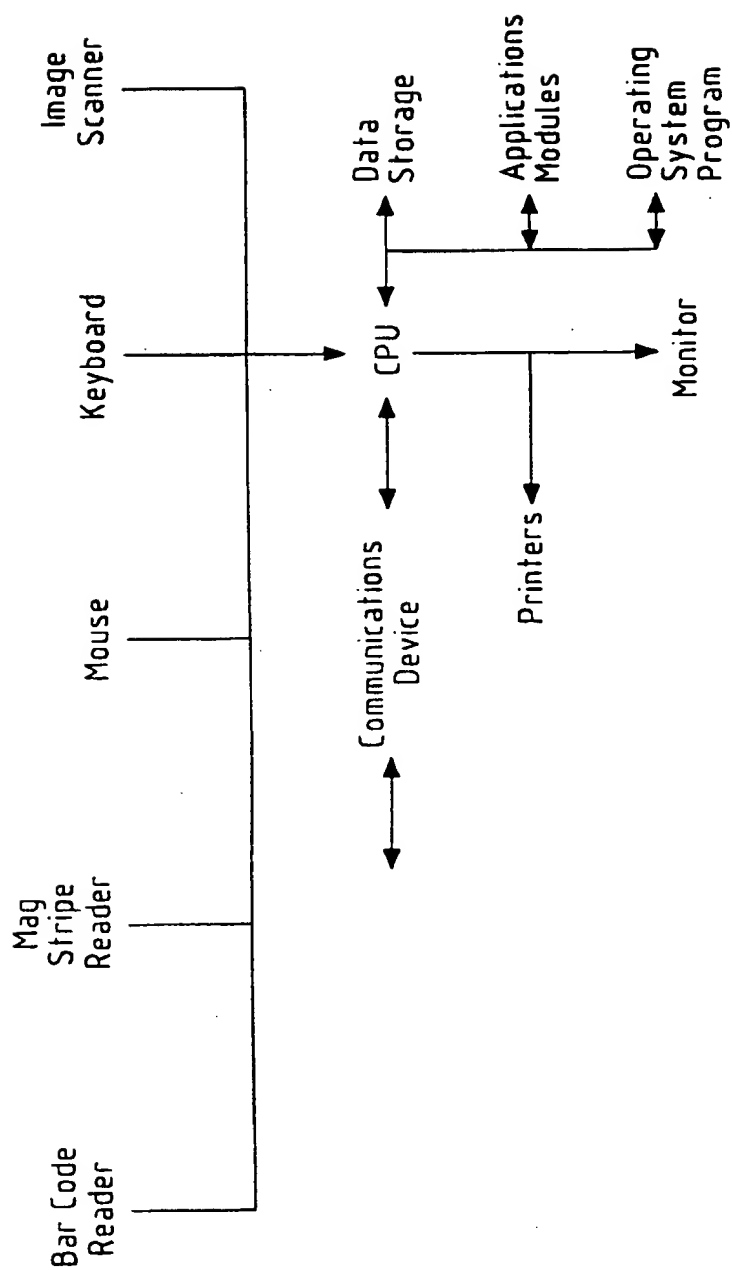 Bar Code
Reader
Mag
Stripe
Reader
Mouse
Keyboard
Image
Scanner
Communications
Device
CPU
Data
Storage
Printers
Applications
Modules
Monitor
Operating
System
Program